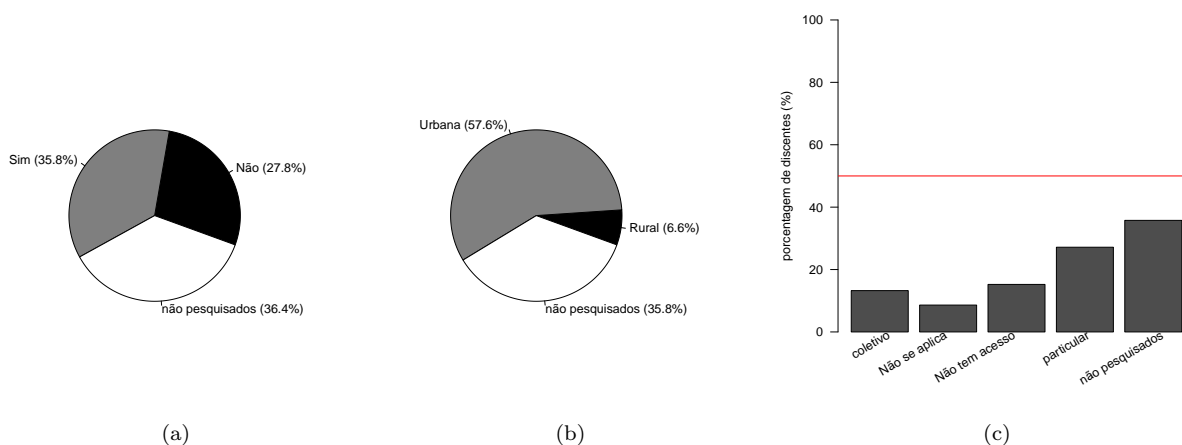 Sim (35.8%)
Não (27.8%)
não pesquisados (36.4%)
(a)
Urbana (57.6%)
Rural (6.6%)
não pesquisados (35.8%)
(b)
porcentagem de discentes (%)
100
80
60
40
20
0
coletivo
Não se aplica
Não tem acesso
particular
não pesquisados
(c)